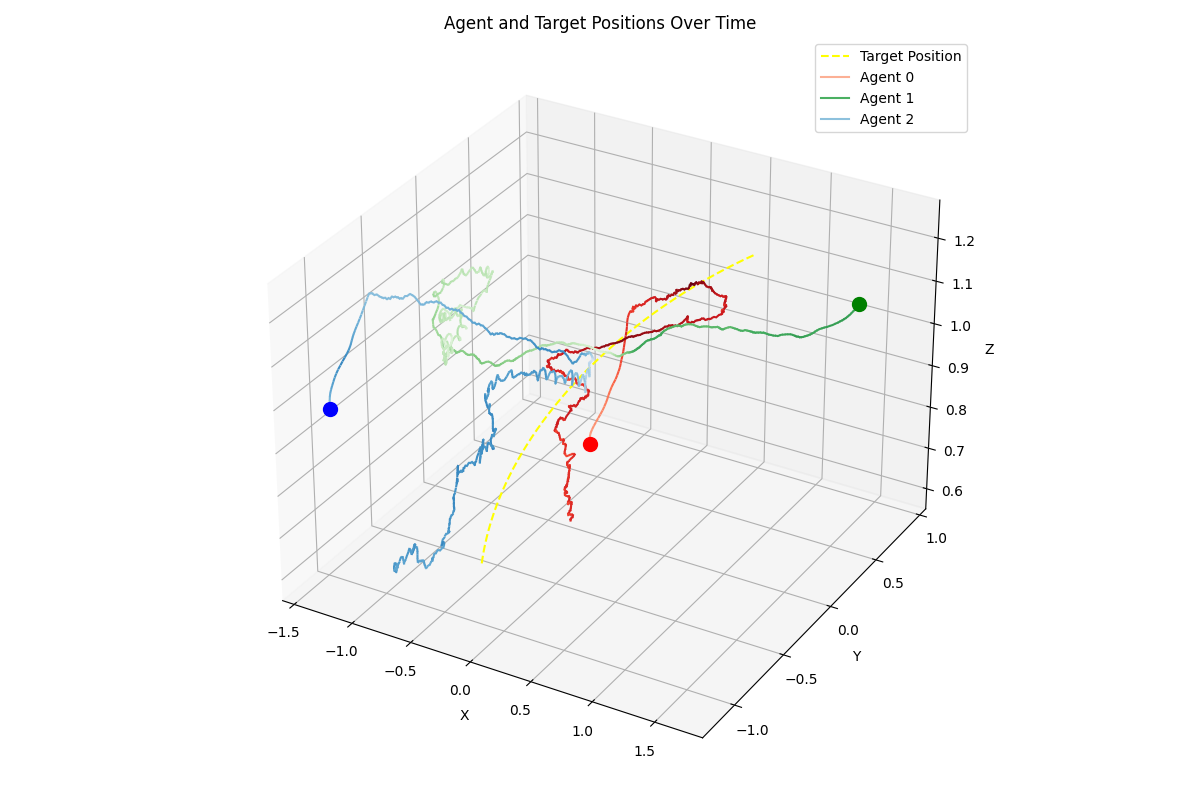 Agent and Target Positions Over Time
Target Position
Agent 0
Agent 1
Agent 2
1.2
1.1
1.0
0.9
0.8
0.7
0.6
Z
1.0
0.5
0.0
−0.5
−1.0
Y
−1.5
−1.0
−0.5
0.0
0.5
1.0
1.5
X